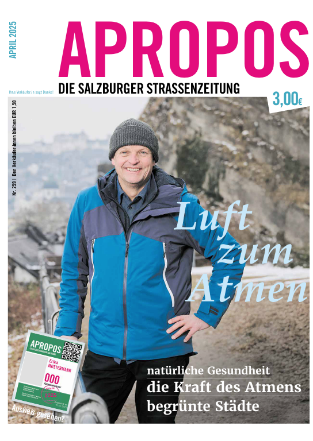 APRIL 2025
APROPOS
DIE SALZBURGER STRASSENZEITUNG
3,00€
Luft
zum
Atmen
natürliche Gesundheit
die Kraft des Atmens
begrünte Städte
APROPOS
000